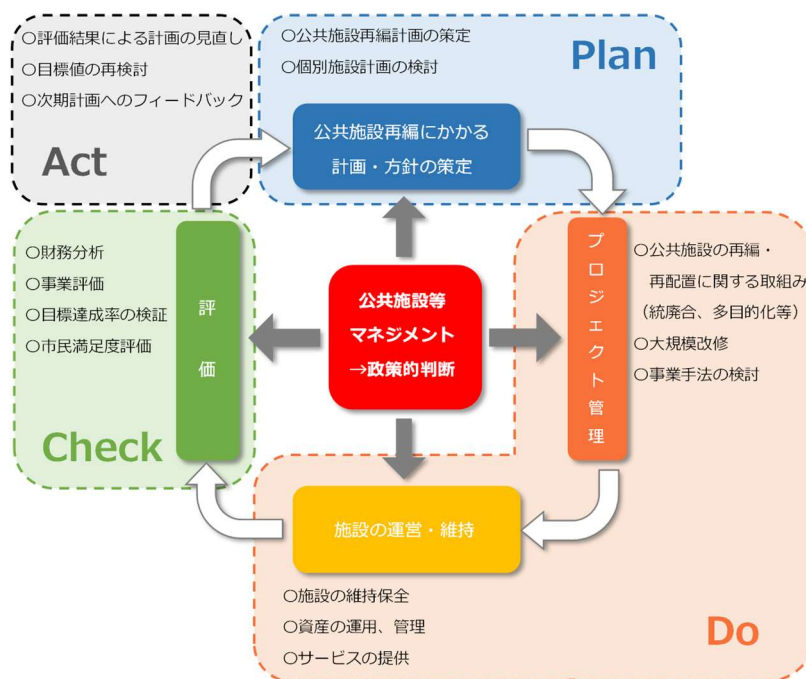 ○評価結果による計画の見直し
○目標値の再検討
○次期計画へのフィードバック
Act
○公共施設再編計画の策定
○個別施設計画の検討
Plan
公共施設再編にかかる
計画・方針の策定
○財務分析
○事業評価
○目標達成率の検証
○市民満足度評価
評価
Check
公共施設等
マネジメント
→政策的判断
プロジェクト管理
○公共施設の再編・
再配置に関する取組み
（統廃合、多目的化等）
○大規模改修
○事業手法の検討
施設の運営・維持
○施設の維持保全
○資産の運用、管理
○サービスの提供
Do